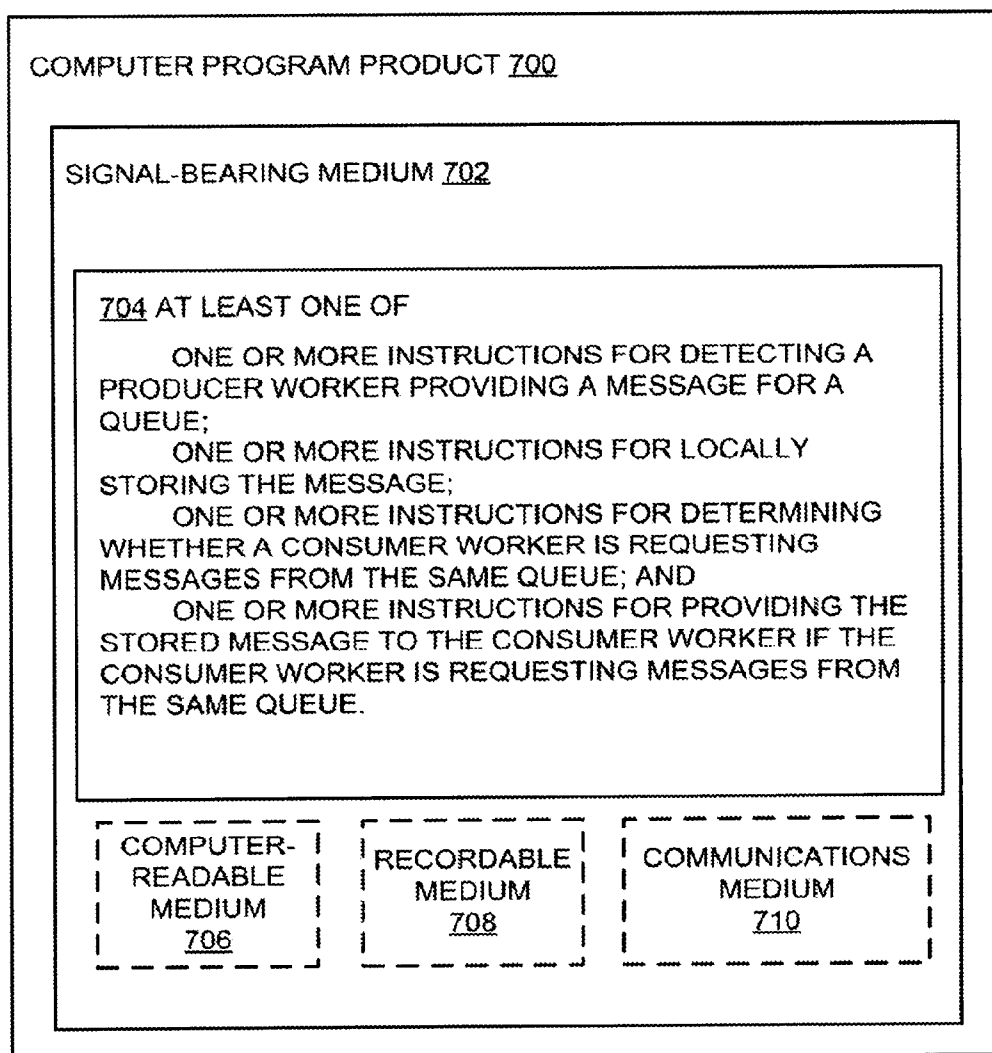 COMPUTER PROGRAM PRODUCT 700
SIGNAL-BEARING MEDIUM 702
704 AT LEAST ONE OF
ONE OR MORE INSTRUCTIONS FOR DETECTING A
PRODUCER WORKER PROVIDING A MESSAGE FOR A
QUEUE;
ONE OR MORE INSTRUCTIONS FOR LOCALLY
STORING THE MESSAGE;
ONE OR MORE INSTRUCTIONS FOR DETERMINING
WHETHER A CONSUMER WORKER IS REQUESTING
MESSAGES FROM THE SAME QUEUE; AND
ONE OR MORE INSTRUCTIONS FOR PROVIDING THE
STORED MESSAGE TO THE CONSUMER WORKER IF THE
CONSUMER WORKER IS REQUESTING MESSAGES FROM
THE SAME QUEUE.
COMPUTER-
READABLE
MEDIUM
706
RECORDABLE
MEDIUM
708
COMMUNICATIONS
MEDIUM
710